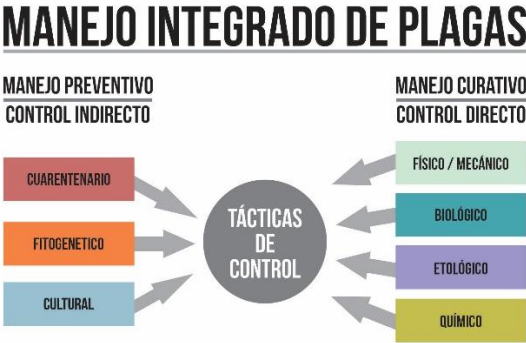 MANEJO INTEGRADO DE PLAGAS
MANEJO PREVENTIVO
CONTROL INDIRECTO
MANEJO CURATIVO
CONTROL DIRECTO
CUARENTENARIO
FITOGENETICO
CULTURAL
TÁCTICAS
DE
CONTROL
FÍSICO / MECÁNICO
BIOLÓGICO
ETOLÓGICO
QUÍMICO